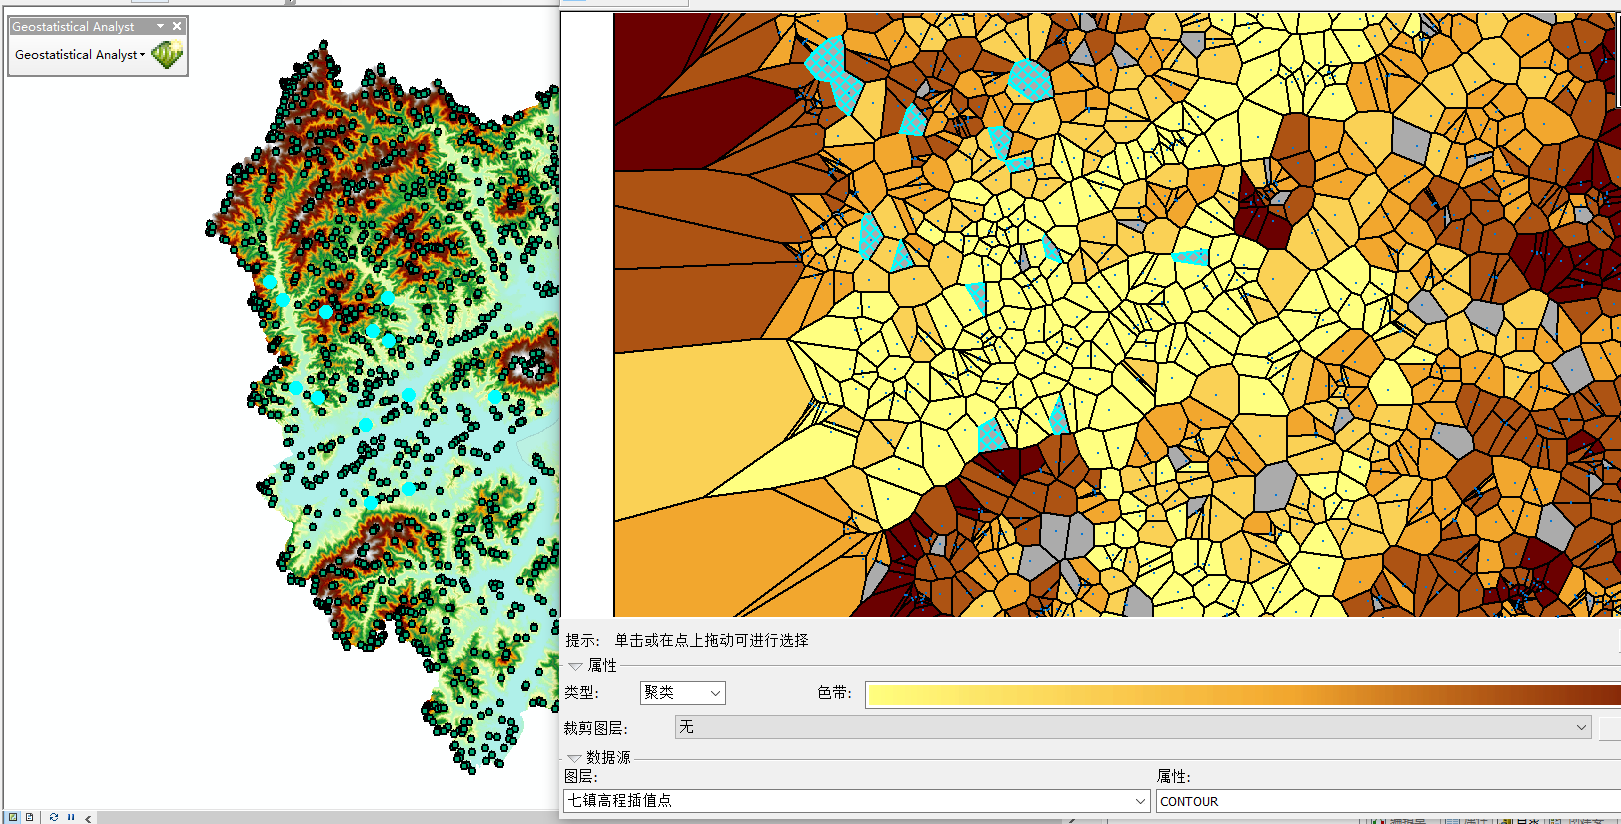 Geostatistical Analyst
Geostatistical Analyst
提示: 单击或在点上拖动可进行选择
属性
类型: 聚类 色带:
裁剪图层: 无
数据源
图层: 属性:
七镇高程插值点 CONTOUR